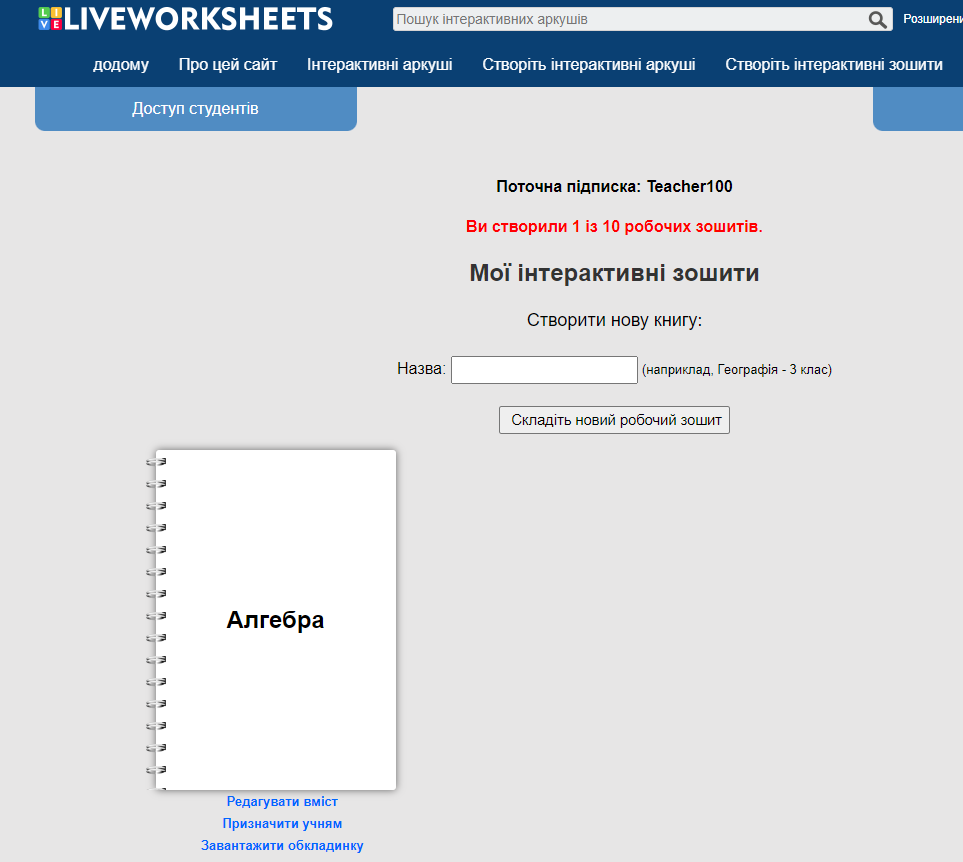 LIVE LIVEWORKSHEETS
Пошук інтерактивних аркушів
додому Про цей сайт Інтерактивні аркуші Створіть інтерактивні аркуші Створіть інтерактивні зошити
Доступ студентів
Поточна підписка: Teacher100
Ви створили 1 із 10 робочих зошитів.
Мої інтерактивні зошити
Створити нову книгу:
Назва: (наприклад, Географія - 3 клас)
Складіть новий робочий зошит
Алгебра
Редагувати вміст
Призначити учням
Завантажити обкладинку